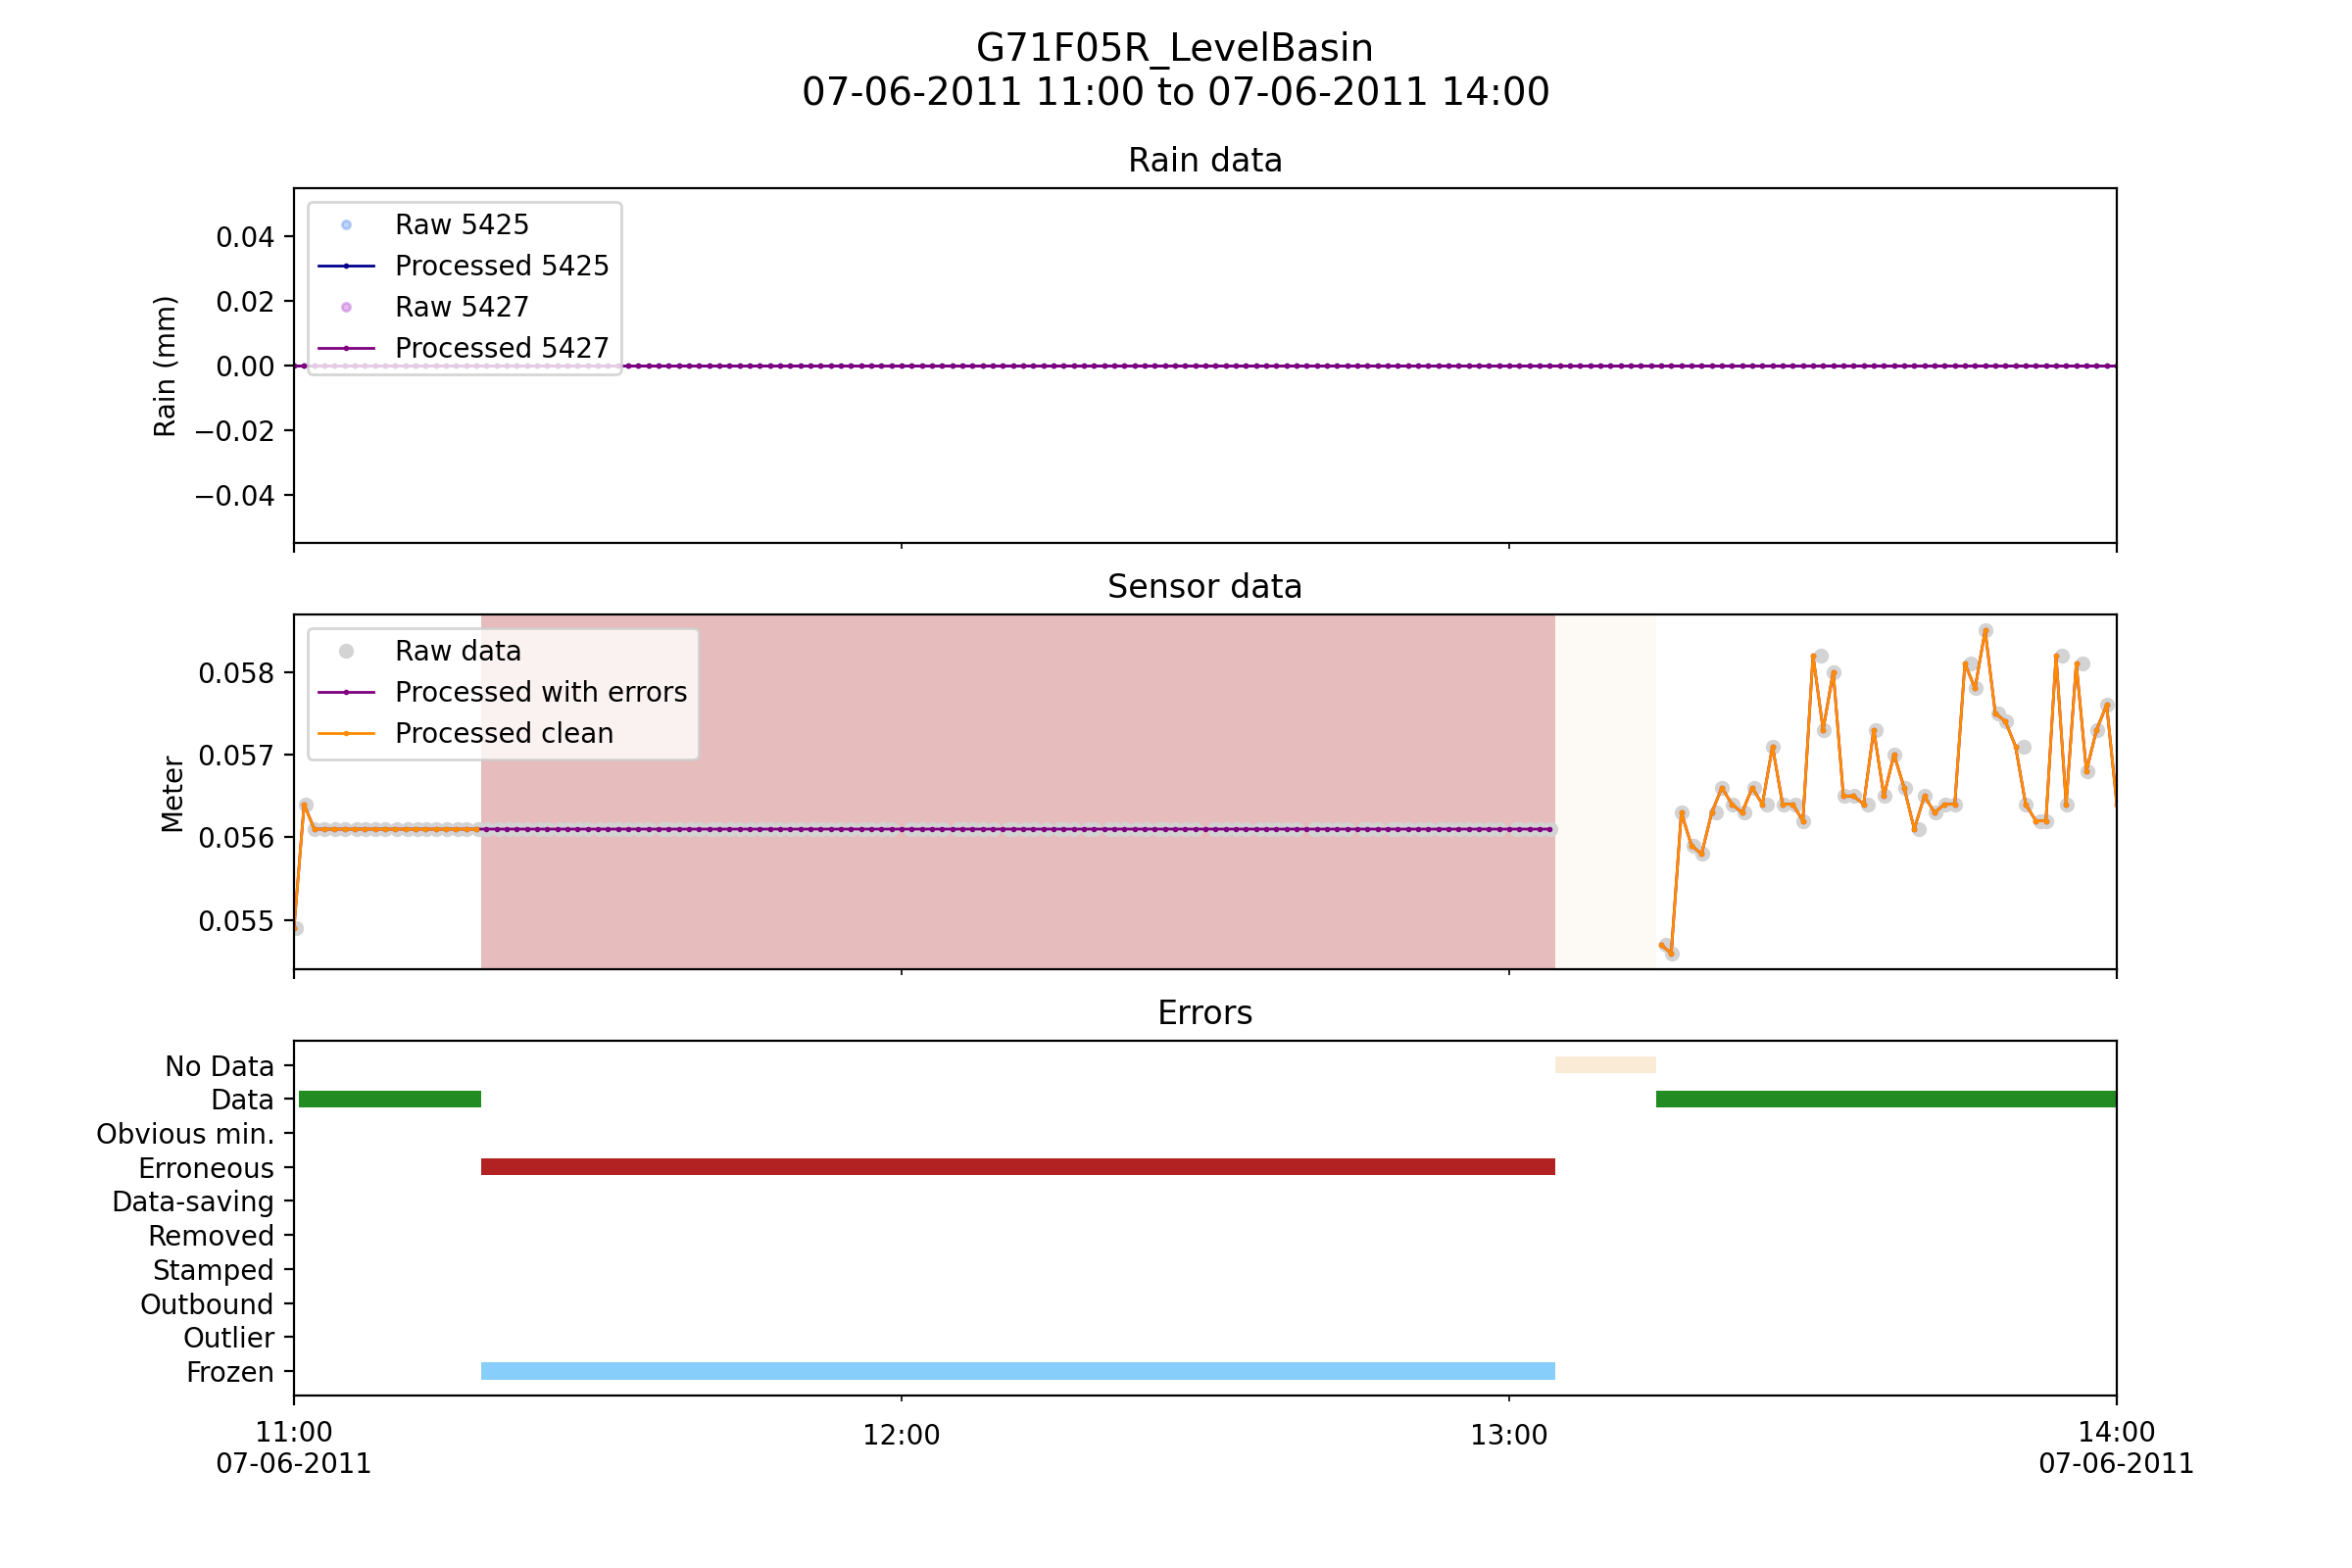 G71F05R_LevelBasin
07-06-2011 11:00 to 07-06-2011 14:00
Rain data
Rain (mm)
0.04
0.02
0.00
−0.02
−0.04
Raw 5425
Processed 5425
Raw 5427
Processed 5427
Sensor data
Meter
0.058
0.057
0.056
0.055
Raw data
Processed with errors
Processed clean
Errors
No Data
Data
Obvious min.
Erroneous
Data-saving
Removed
Stamped
Outbound
Outlier
Frozen
11:00
07-06-2011
12:00
13:00
14:00
07-06-2011